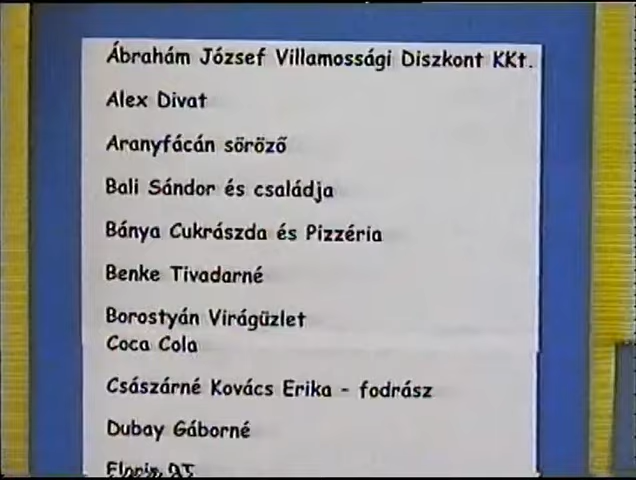 Ábrahám József Villamossági Diszkont KKt.
Alex Divat
Aranyfácán söröző
Bali Sándor és családja
Bánya Cukrászda és Pizzéria
Benke Tivadarné
Borostyán Virágüzlet
Coca Cola
Császárné Kovács Erika - fodrász
Dubay Gáborné